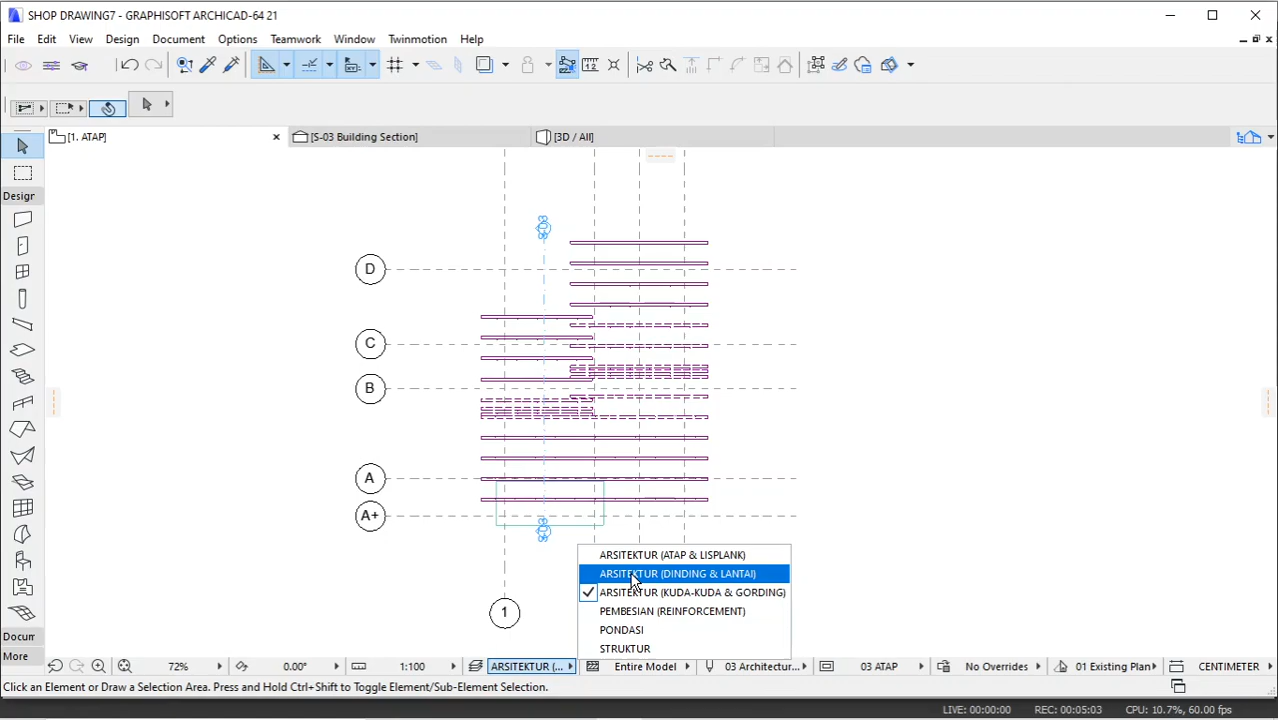 SHOP DRAWING7 - GRAPHISOFT ARCHICAD-64 21
File Edit View Design Document Options Teamwork Window Twinmotion Help
[1. ATAP] [S-03 Building Section] [3D / All]
Design
D
C
B
A
A+
1
ARSITEKTUR (ATAP & LISPLANK)
ARSITEKTUR (DINDING & LANTAI)
ARSITEKTUR (KUDA-KUDA & GORDING)
PEMBESIAN (REINFORCEMENT)
PONDASI
STRUKTUR
Docum
More
72% 0.00° 1:100 ARSITEKTUR (... Entire Model 03 Architectur... 03 ATAP No Overrides 01 Existing Plan CENTIMETER
Click an Element or Draw a Selection Area. Press and Hold Ctrl+Shift to Toggle Element/Sub-Element Selection.
LIVE: 00:00:00 REC: 00:05:03 CPU: 10.7%, 60.00 fps